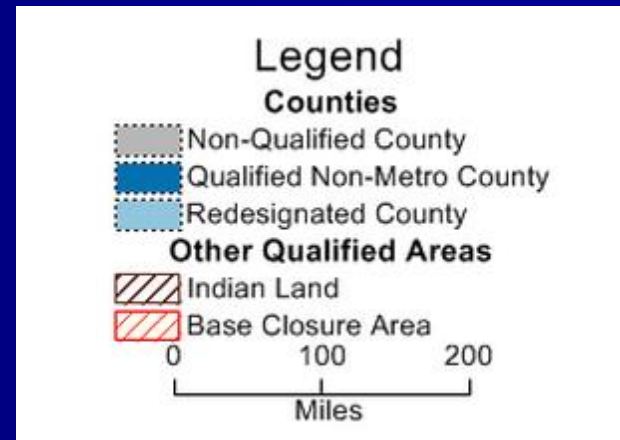 Legend
Counties
Non-Qualified County
Qualified Non-Metro County
Redesignated County
Other Qualified Areas
Indian Land
Base Closure Area
0 100 200
Miles